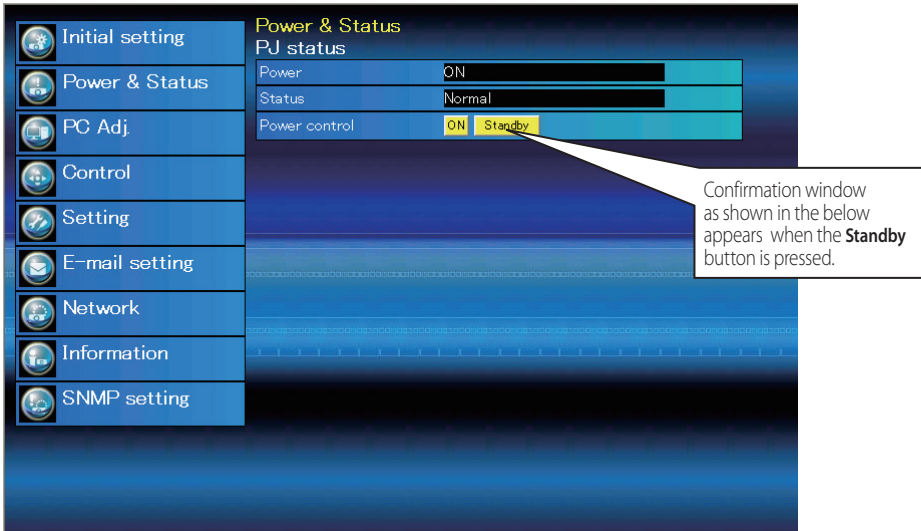 Initial setting
Power & Status
PC Adj.
Control
Setting
E-mail setting
Network
Information
SNMP setting
Power & Status
PJ status
Power ON
Status Normal
Power control ON Standby
Confirmation window
as shown in the below
appears when the Standby
button is pressed.